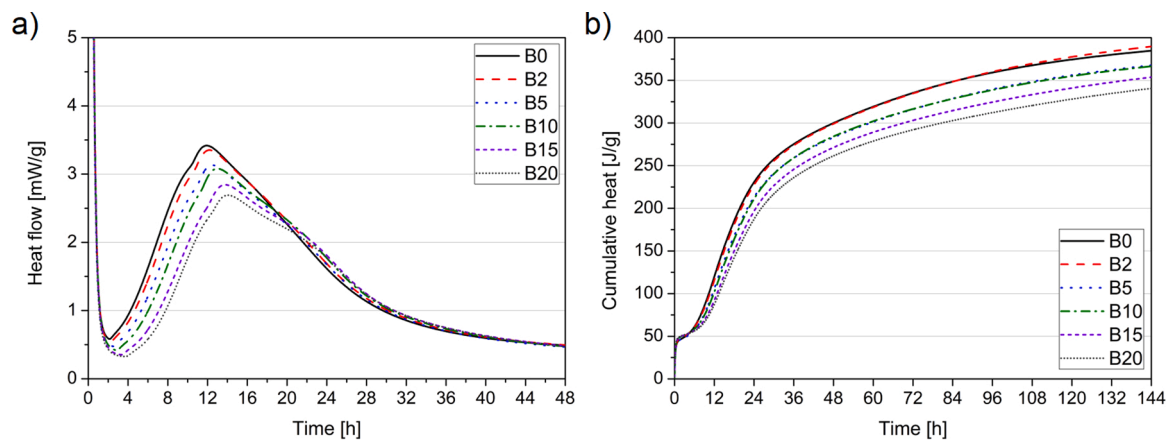 a)
Heat flow [mW/g]
5
4
3
2
1
0
0 4 8 12 16 20 24 28 32 36 40 44 48
Time [h]
B0
B2
B5
B10
B15
B20
b)
Cumulative heat [J/g]
400
350
300
250
200
150
100
50
0
0 12 24 36 48 60 72 84 96 108 120 132 144
Time [h]
B0
B2
B5
B10
B15
B20